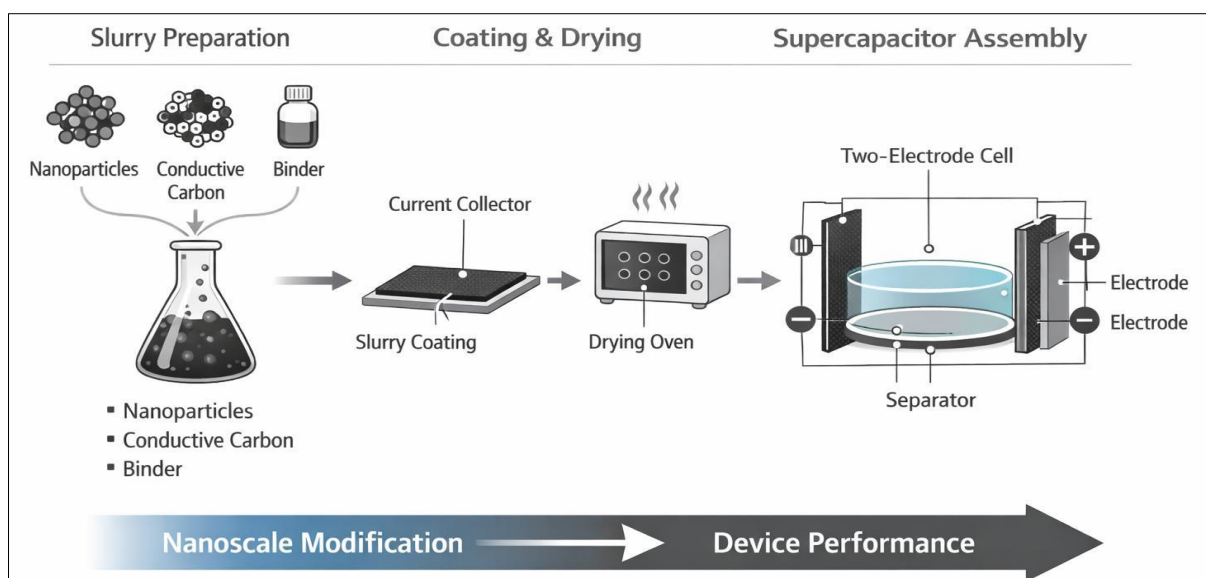 Slurry Preparation
Coating & Drying
Supercapacitor Assembly
Nanoparticles
Conductive
Carbon
Binder
Current Collector
Slurry Coating
Drying Oven
Two-Electrode Cell
+
−
−
Electrode
Electrode
Separator
▪ Nanoparticles
▪ Conductive Carbon
▪ Binder
Nanoscale Modification
Device Performance